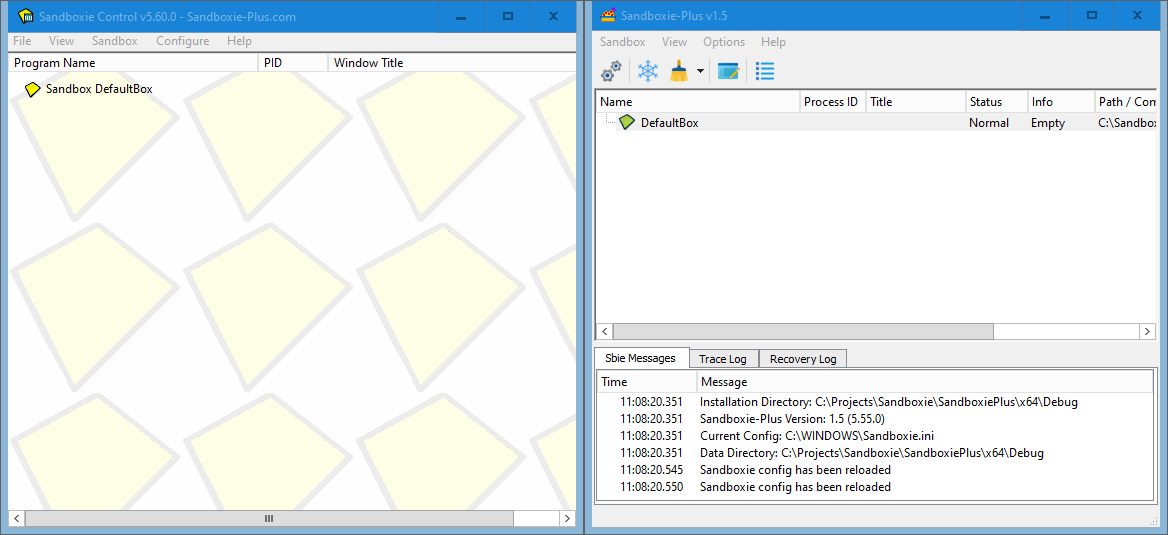 Sandboxie Control v5.60.0 - Sandboxie-Plus.com
File View Sandbox Configure Help
Program Name PID Window Title
Sandbox DefaultBox
Sandboxie-Plus v1.5
Sandbox View Options Help
Name Process ID Title Status Info Path / Com
DefaultBox Normal Empty C:\Sandbox
Sbie Messages Trace Log Recovery Log
Time Message
11:08:20.351 Installation Directory: C:\Projects\Sandboxie\SandboxiePlus\x64\Debug
11:08:20.351 Sandboxie-Plus Version: 1.5 (5.55.0)
11:08:20.351 Current Config: C:\WINDOWS\Sandboxie.ini
11:08:20.351 Data Directory: C:\Projects\Sandboxie\SandboxiePlus\x64\Debug
11:08:20.545 Sandboxie config has been reloaded
11:08:20.550 Sandboxie config has been reloaded